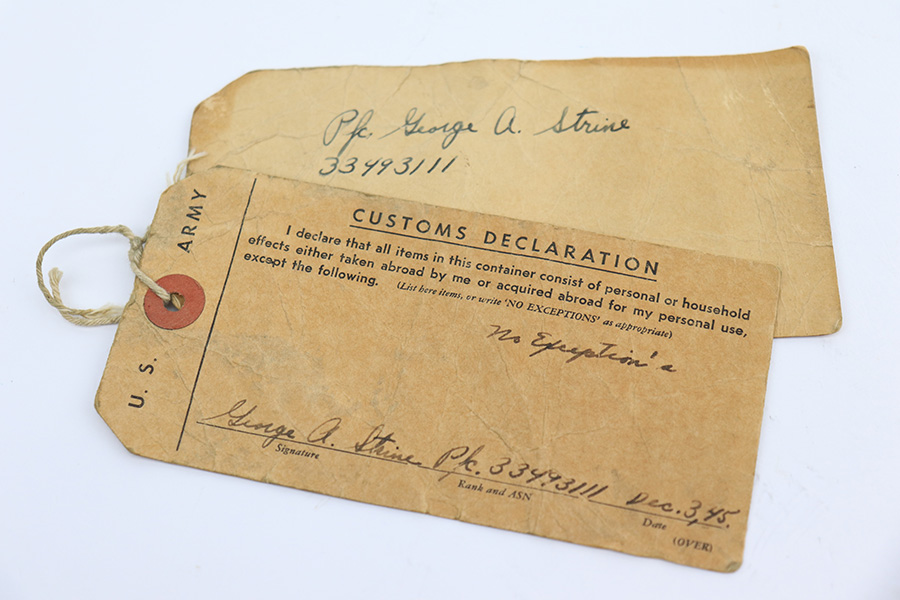 Pfc. George A. Strine
33493111
U. S. ARMY
CUSTOMS DECLARATION
I declare that all items in this container consist of personal or household
effects either taken abroad by me or acquired abroad for my personal use,
except the following. (List here items, or write 'NO EXCEPTIONS' as appropriate)
No Exception's
George A. Strine Pfc. 33493111 Dec. 3, 45.
Signature Rank and ASN Date
(OVER)